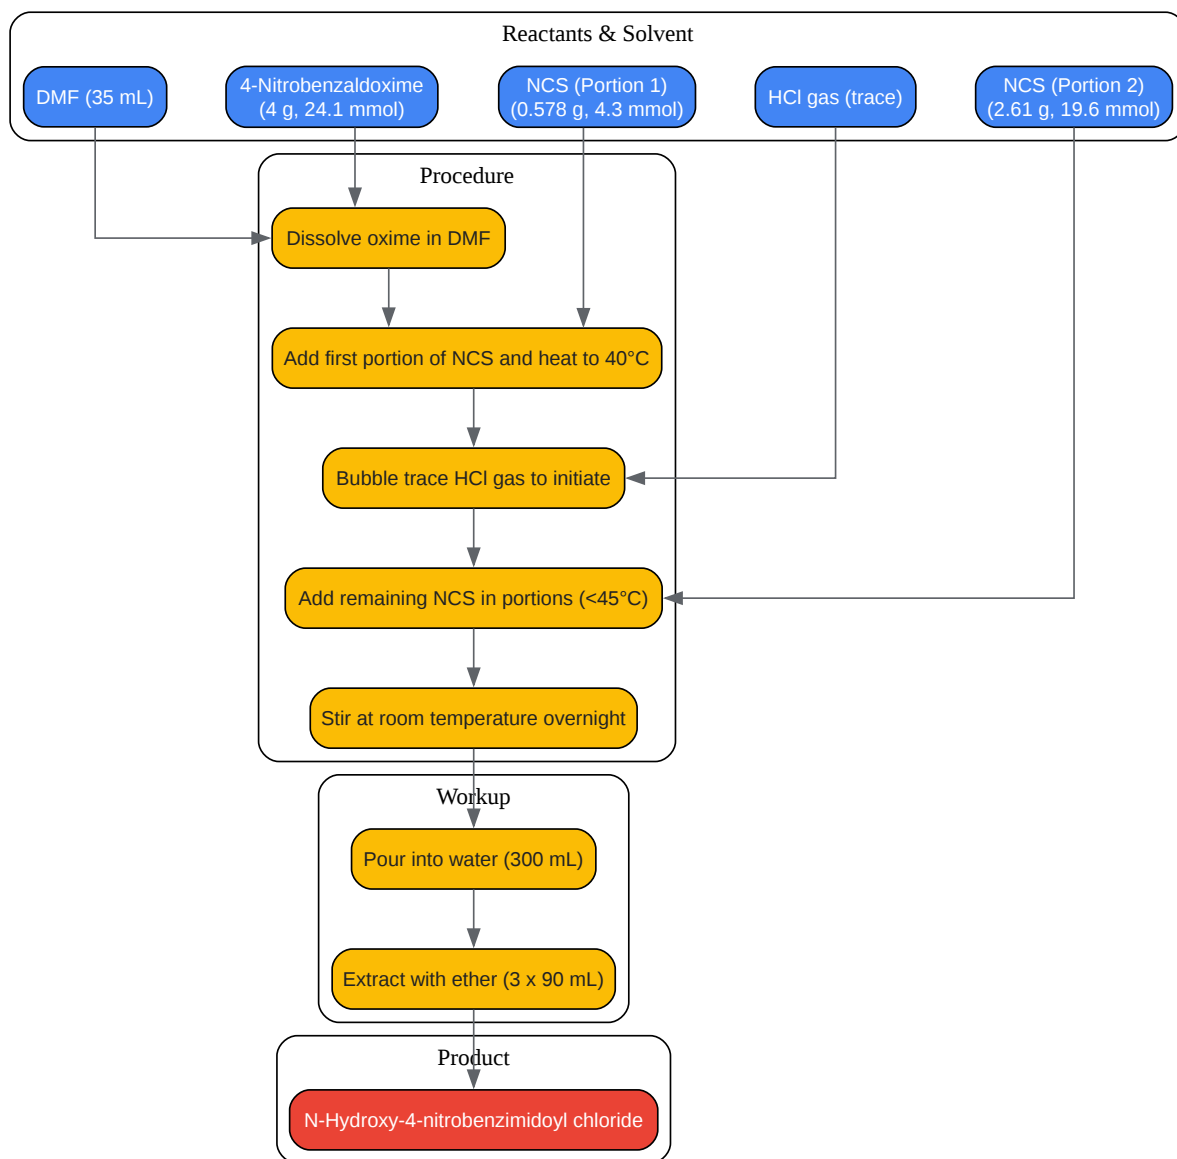 Reactants & Solvent
DMF (35 mL)
4-Nitrobenzaldoxime
(4 g, 24.1 mmol)
NCS (Portion 1)
(0.578 g, 4.3 mmol)
HCl gas (trace)
NCS (Portion 2)
(2.61 g, 19.6 mmol)
Procedure
Dissolve oxime in DMF
Add first portion of NCS and heat to 40°C
Bubble trace HCl gas to initiate
Add remaining NCS in portions (<45°C)
Stir at room temperature overnight
Workup
Pour into water (300 mL)
Extract with ether (3 x 90 mL)
Product
N-Hydroxy-4-nitrobenzimidoyl chloride